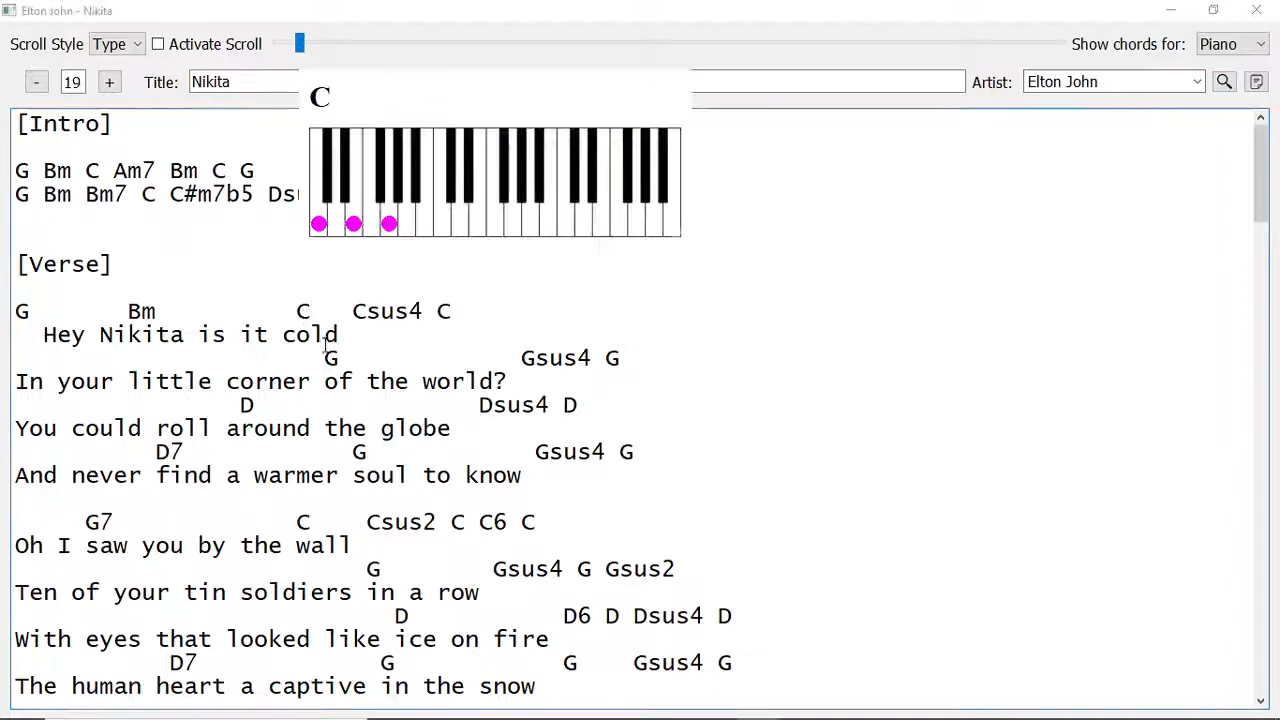 Elton John - Nikita
Scroll Style Type Activate Scroll Show chords for: Piano
- 19 + Title: Nikita Artist: Elton John
C
[Intro]
G Bm C Am7 Bm C G
G Bm Bm7 C C#m7b5
[Verse]
G Bm C Csus4 C
Hey Nikita is it cold
G Gsus4 G
In your little corner of the world?
D Dsus4 D
You could roll around the globe
D7 G Gsus4 G
And never find a warmer soul to know
G7 C Csus2 C C6 C
Oh I saw you by the wall
G Gsus4 G Gsus2
Ten of your tin soldiers in a row
D D6 D Dsus4 D
With eyes that looked like ice on fire
D7 G G Gsus4 G
The human heart a captive in the snow